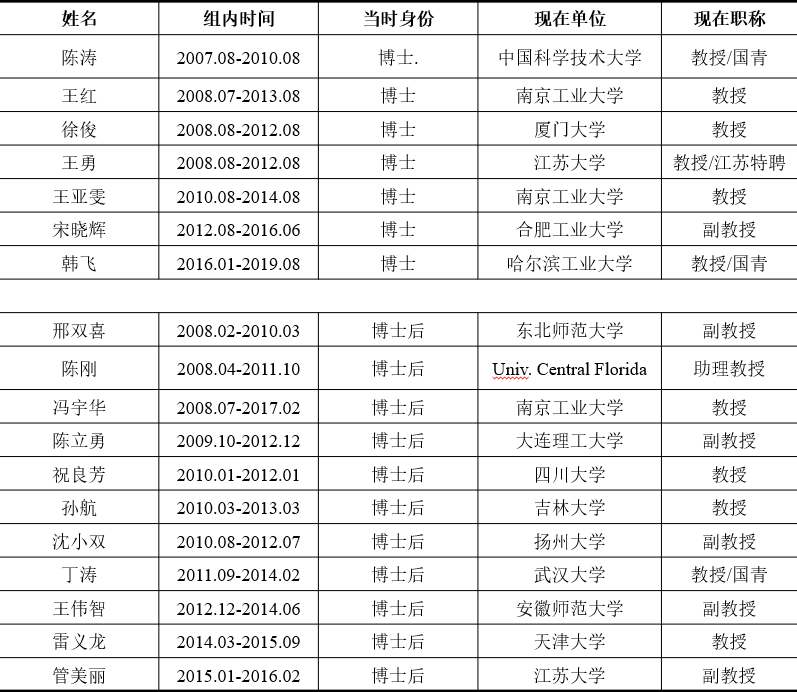 姓名 组内时间 当时身份 现在单位 现在职称
陈涛 2007.08-2010.08 博士. 中国科学技术大学 教授/国青
王红 2008.07-2013.08 博士 南京工业大学 教授
徐俊 2008.08-2012.08 博士 厦门大学 教授
王勇 2008.08-2012.08 博士 江苏大学 教授/江苏特聘
王亚雯 2010.08-2014.08 博士 南京工业大学 教授
宋晓辉 2012.08-2016.06 博士 合肥工业大学 副教授
韩飞 2016.01-2019.08 博士 哈尔滨工业大学 教授/国青
邢双喜 2008.02-2010.03 博士后 东北师范大学 副教授
陈刚 2008.04-2011.10 博士后 Univ. Central Florida 助理教授
冯宇华 2008.07-2017.02 博士后 南京工业大学 教授
陈立勇 2009.10-2012.12 博士后 大连理工大学 副教授
祝良芳 2010.01-2012.01 博士后 四川大学 教授
孙航 2010.03-2013.03 博士后 吉林大学 教授
沈小双 2010.08-2012.07 博士后 扬州大学 副教授
丁涛 2011.09-2014.02 博士后 武汉大学 教授/国青
王伟智 2012.12-2014.06 博士后 安徽师范大学 副教授
雷义龙 2014.03-2015.09 博士后 天津大学 教授
管美丽 2015.01-2016.02 博士后 江苏大学 副教授